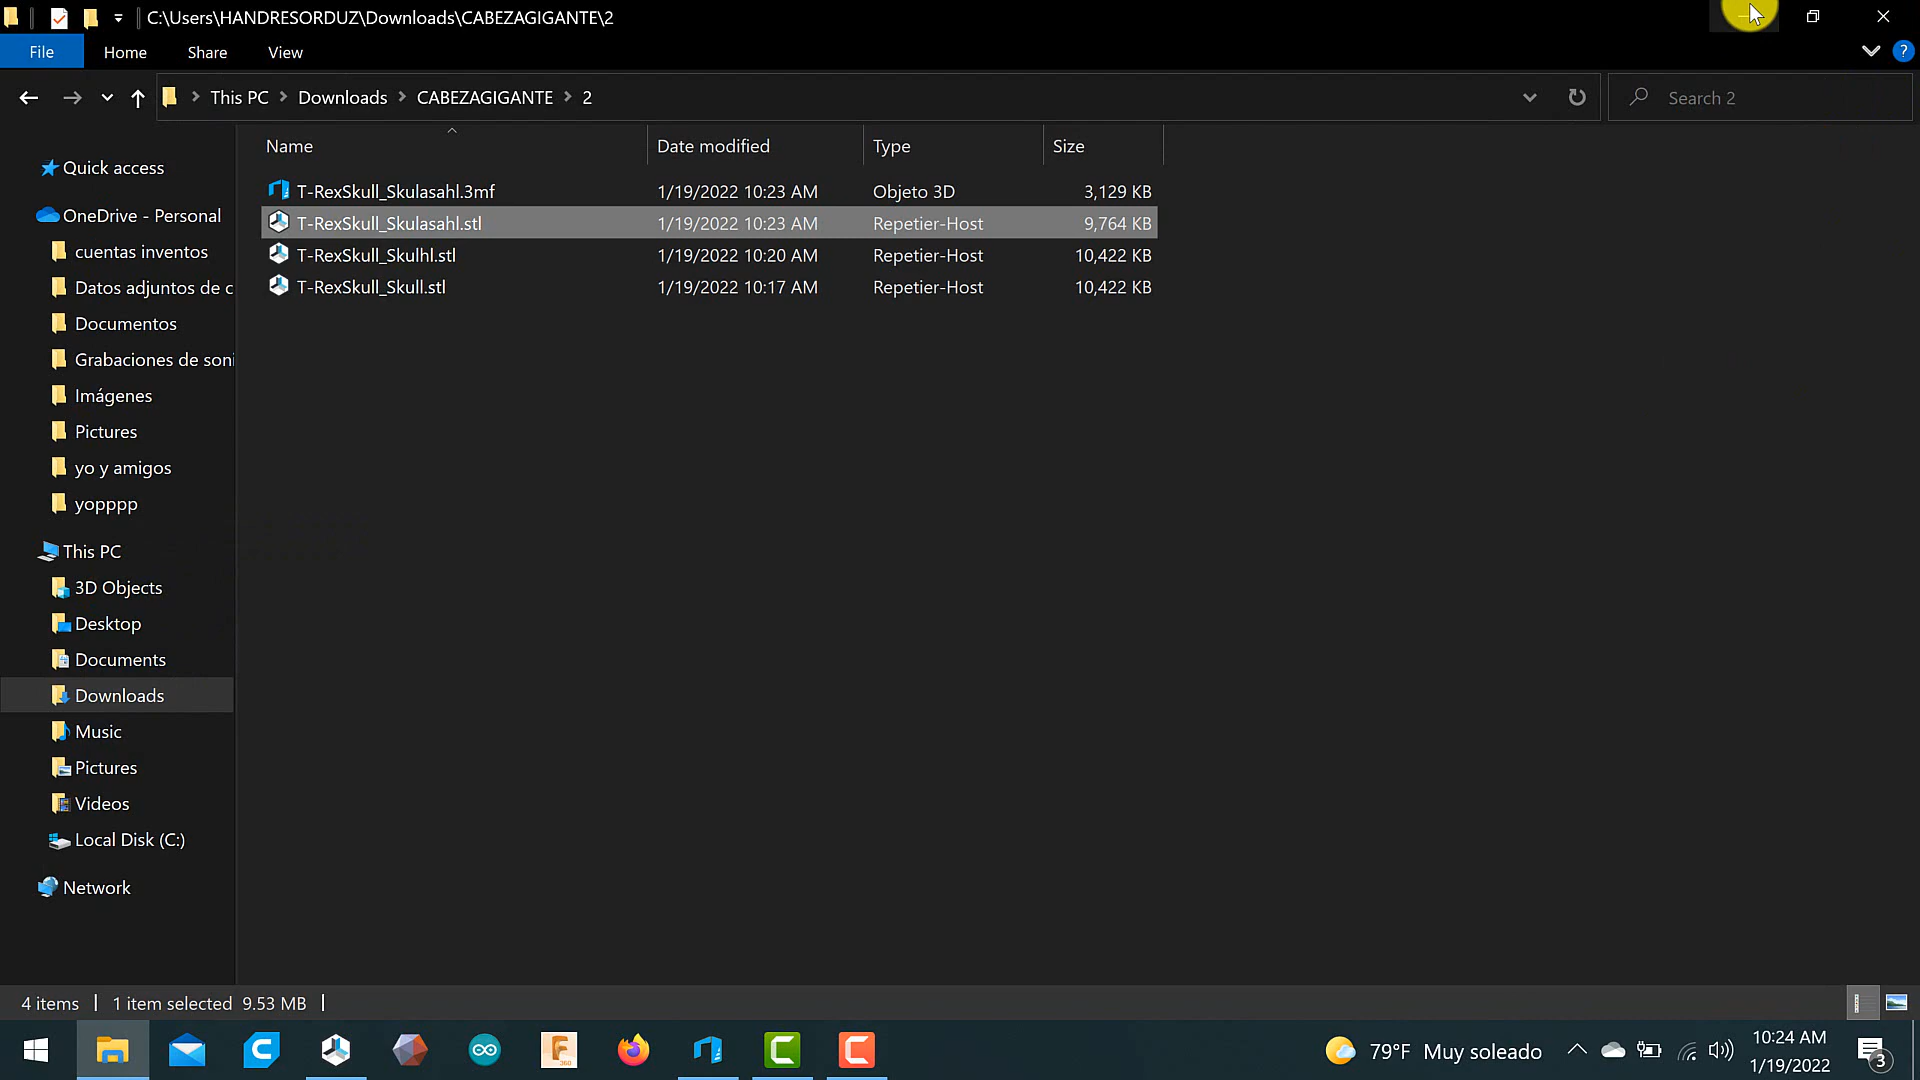 C:\Users\HANDRESORDUZ\Downloads\CABEZAGIGANTE\2
File Home Share View ?
This PC Downloads CABEZAGIGANTE 2 Search 2
Name Date modified Type Size
T-RexSkull_Skulasahl.3mf 1/19/2022 10:23 AM Objeto 3D 3,129 KB
T-RexSkull_Skulasahl.stl 1/19/2022 10:23 AM Repetier-Host 9,764 KB
T-RexSkull_Skulhl.stl 1/19/2022 10:20 AM Repetier-Host 10,422 KB
T-RexSkull_Skull.stl 1/19/2022 10:17 AM Repetier-Host 10,422 KB
Quick access
OneDrive - Personal
cuentas inventos
Datos adjuntos de c
Documentos
Grabaciones de soni
Imágenes
Pictures
yo y amigos
yopppp
This PC
3D Objects
Desktop
Documents
Downloads
Music
Pictures
Videos
Local Disk (C:)
Network
4 items 1 item selected 9.53 MB
F 360
79°F Muy soleado
10:24 AM
1/19/2022
3